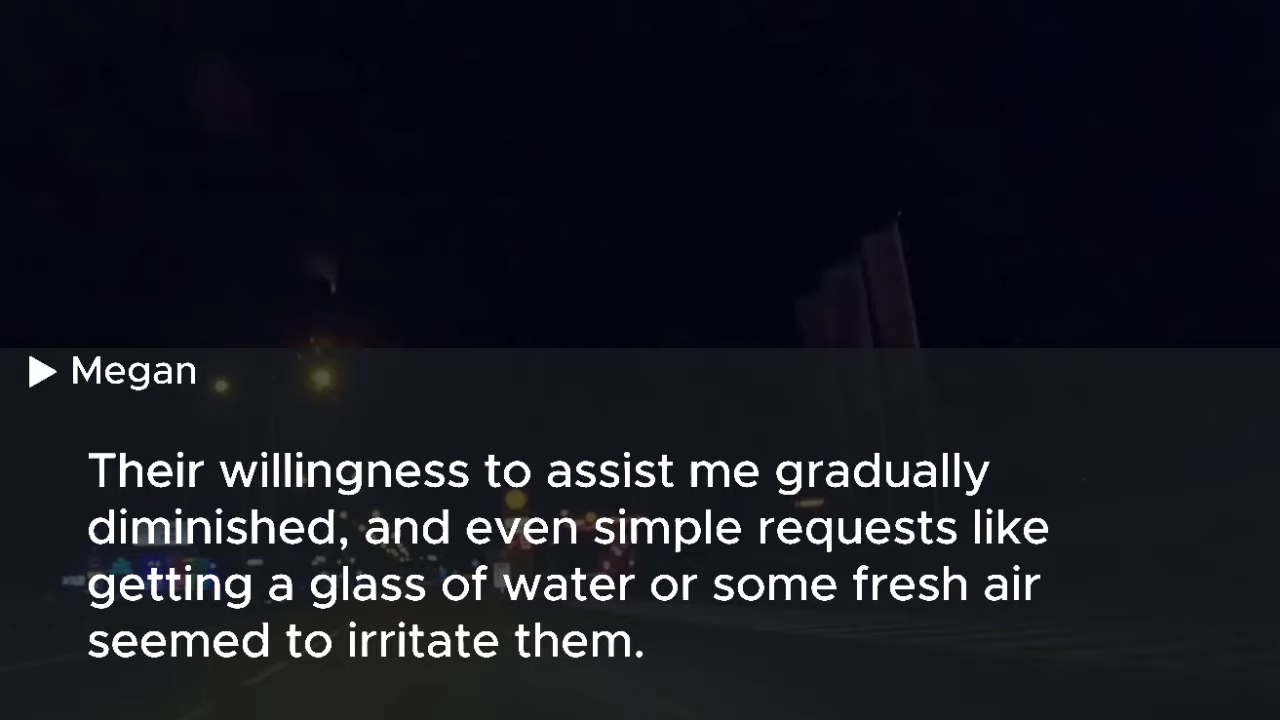 Megan
Their willingness to assist me gradually
diminished, and even simple requests like
getting a glass of water or some fresh air
seemed to irritate them.